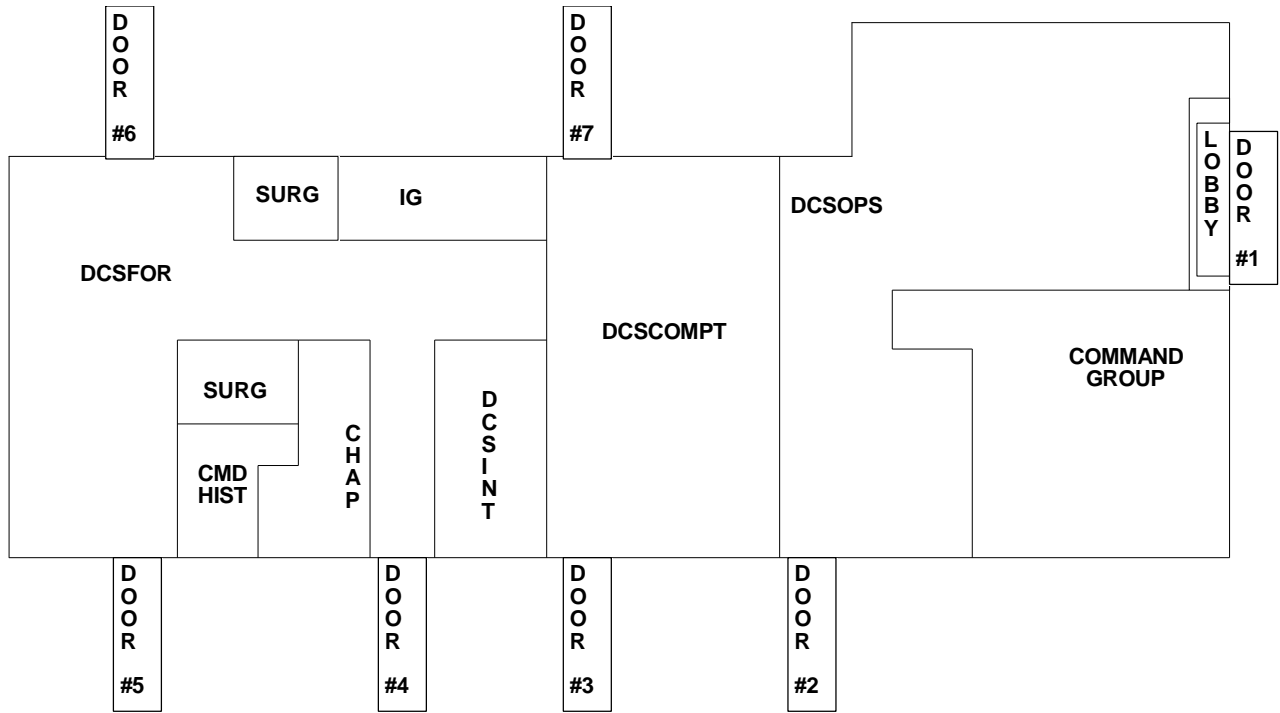 DOOR #6
DOOR #7
SURG
IG
DCSOPS
LOBBY
DOOR #1
DCSFOR
DCSCOMPT
COMMAND
GROUP
SURG
DCSINT
CHAP
CMD
HIST
DOOR #5
DOOR #4
DOOR #3
DOOR #2